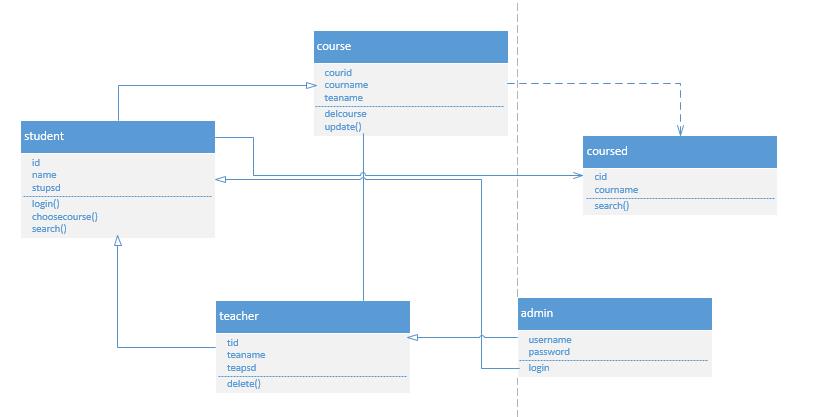 course
courid
courname
teaname
delcourse
update()
student
id
name
stupsd
login()
choosecourse()
search()
coursed
cid
courname
search()
teacher
tid
teaname
teapsd
delete()
admin
username
password
login